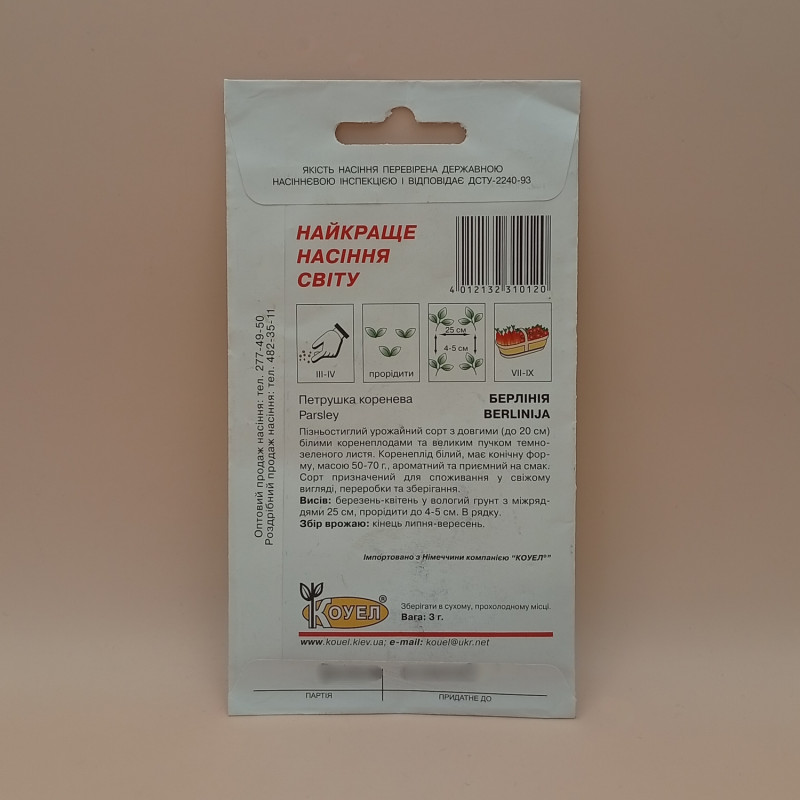 ЯКІСТЬ НАСІННЯ ПЕРЕВІРЕНА ДЕРЖАВНОЮ
НАСІННЄВОЮ ІНСПЕКЦІЄЮ І ВІДПОВІДАЄ ДСТУ-2240-93
НАЙКРАЩЕ
НАСІННЯ
СВІТУ
4 012132 310120
25 см
4-5 см
III-IV
прорідити
VII-IX
Петрушка коренева БЕРЛІНІЯ
Parsley BERLINIJA
Пізньостиглий урожайний сорт з довгими (до 20 см)
білими коренеплодами та великим пучком темно-
зеленого листя. Коренеплід білий, має конічну фор-
му, масою 50-70 г., ароматний та приємний на смак.
Сорт призначений для споживання у свіжому
вигляді, переробки та зберігання.
Висів: березень-квітень у вологий грунт з міжряд-
дями 25 см, прорідити до 4-5 см. В рядку.
Збір врожаю: кінець липня-вересень.
Імпортовано з Німеччини компанією "КОУЕЛ®"
КОУЕЛ®
Зберігати в сухому, прохолодному місці.
Вага: 3 г.
www.kouel.kiev.ua; e-mail: kouel@ukr.net
ПАРТІЯ
ПРИДАТНЕ ДО
Оптовий продаж насіння: тел. 277-49-50
Роздрібний продаж насіння: тел. 482-35-11